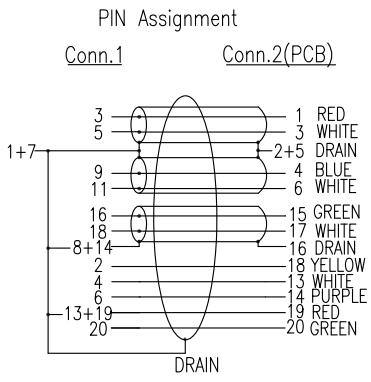 PIN Assignment
Conn.1 Conn.2(PCB)
3 1 RED
5 3 WHITE
1+7 2+5 DRAIN
9 4 BLUE
11 6 WHITE
16 15 GREEN
18 17 WHITE
8+14 16 DRAIN
2 18 YELLOW
4 13 WHITE
6 14 PURPLE
13+19 19 RED
20 20 GREEN
DRAIN